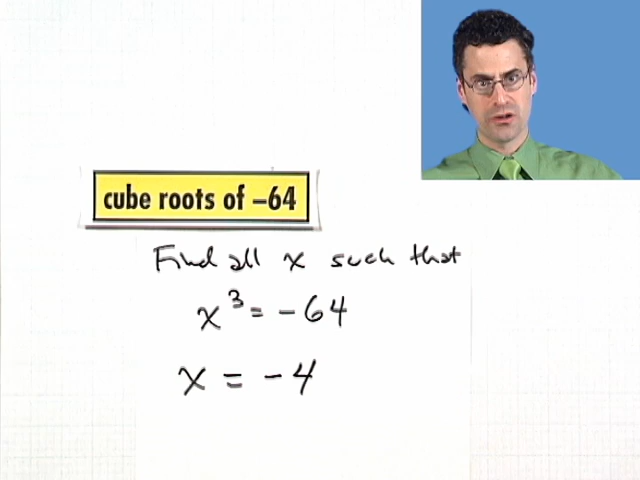 cube roots of –64
Find all x such that
x³ = –64
x = –4